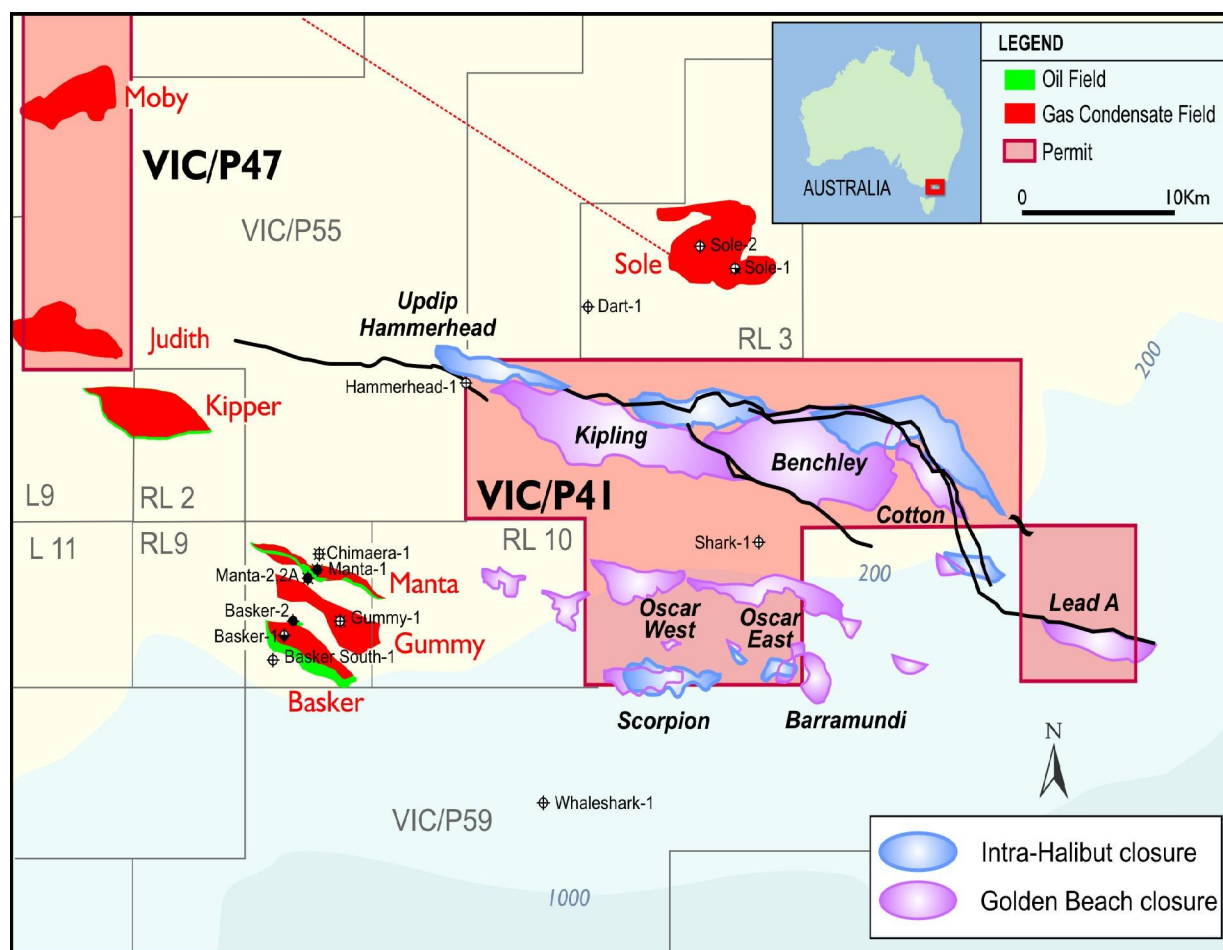 LEGEND
Oil Field
Gas Condensate Field
Permit
0
10Km
AUSTRALIA
Moby
VIC/P47
VIC/P55
Sole-2
Sole
Sole-1
Updip
Hammerhead
Dart-1
RL 3
200
Judith
Hammerhead-1
Kipper
Kipling
Benchley
L9
RL 2
VIC/P41
Cotton
L 11
RL9
RL 10
Shark-1
Chimaera-1
Manta-1
Manta-2,2A
Manta
200
Basker-2
Gummy-1
Oscar
West
Oscar
East
Lead A
Basker-1
Gummy
Basker South-1
Basker
Scorpion
Barramundi
N
Whaleshark-1
VIC/P59
1000
Intra-Halibut closure
Golden Beach closure